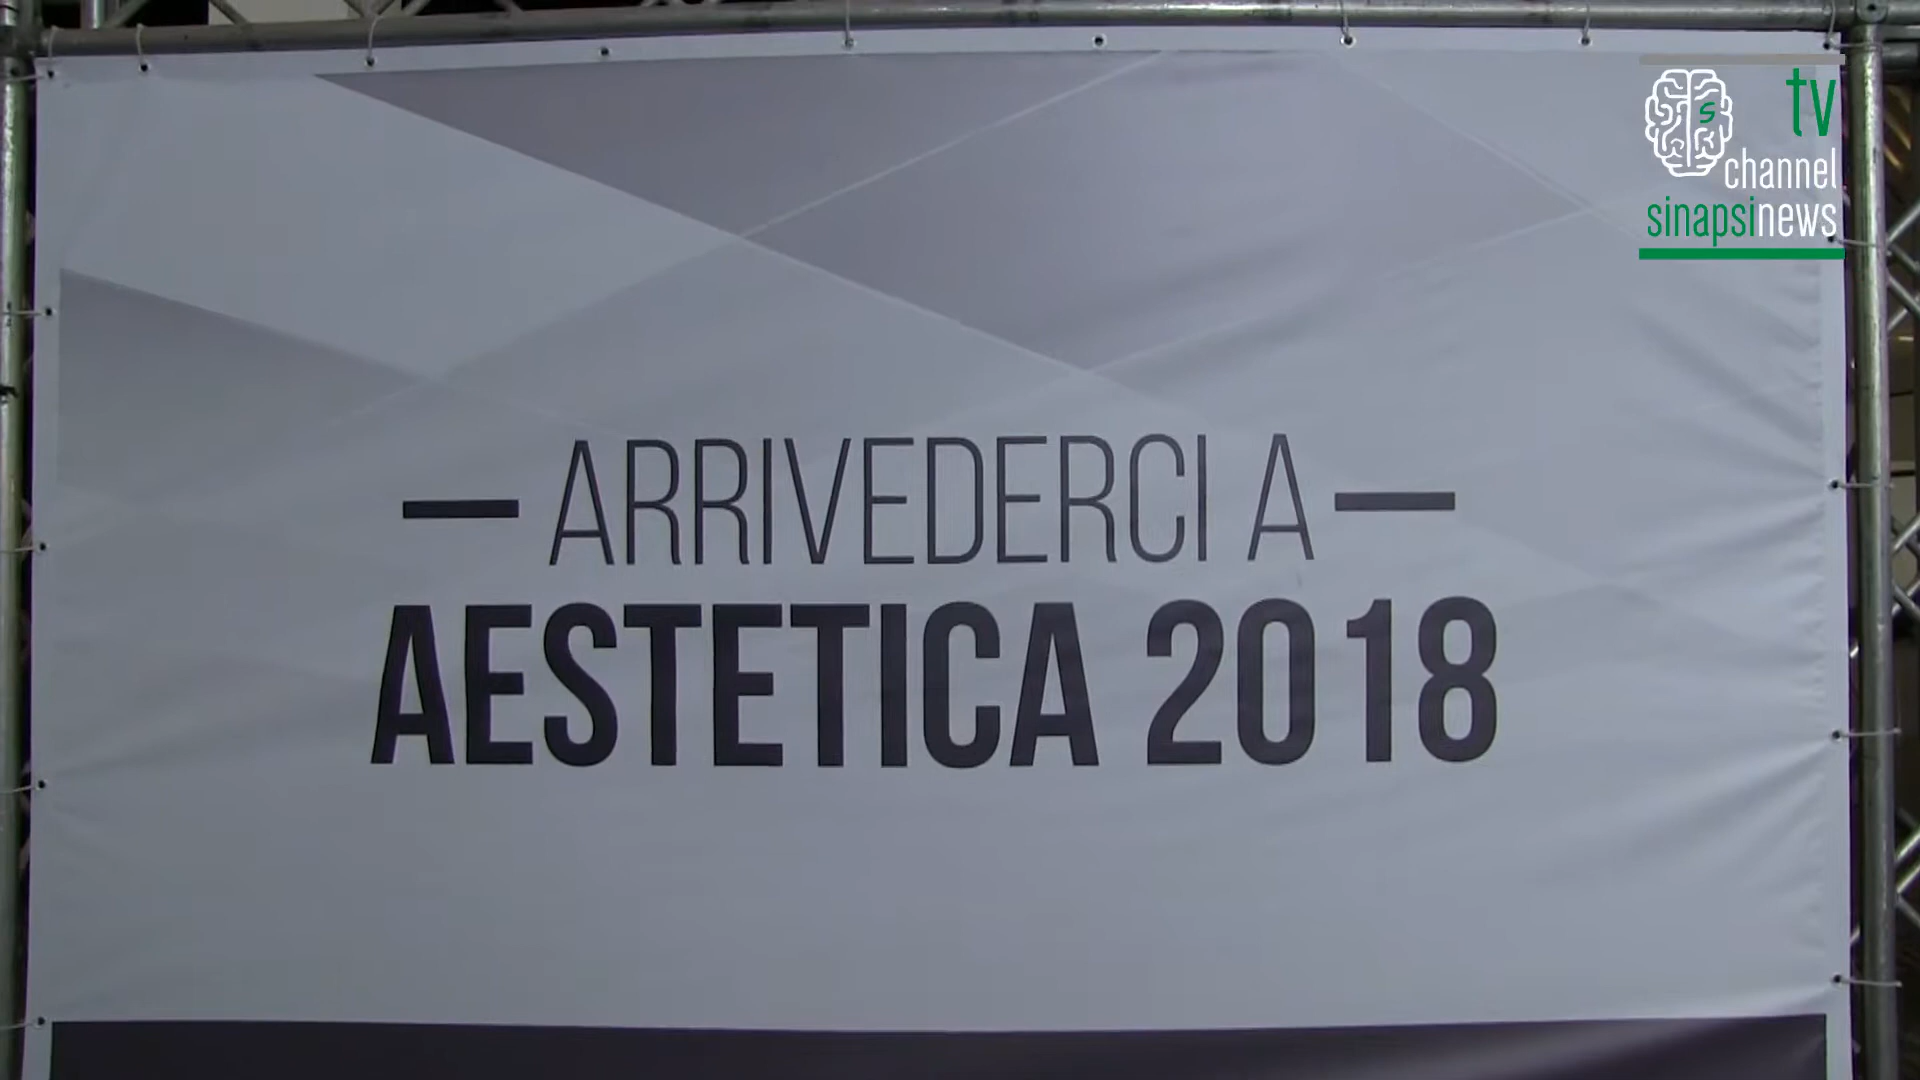 tv
channel
sinapsinews
— ARRIVEDERCI A —
AESTETICA 2018